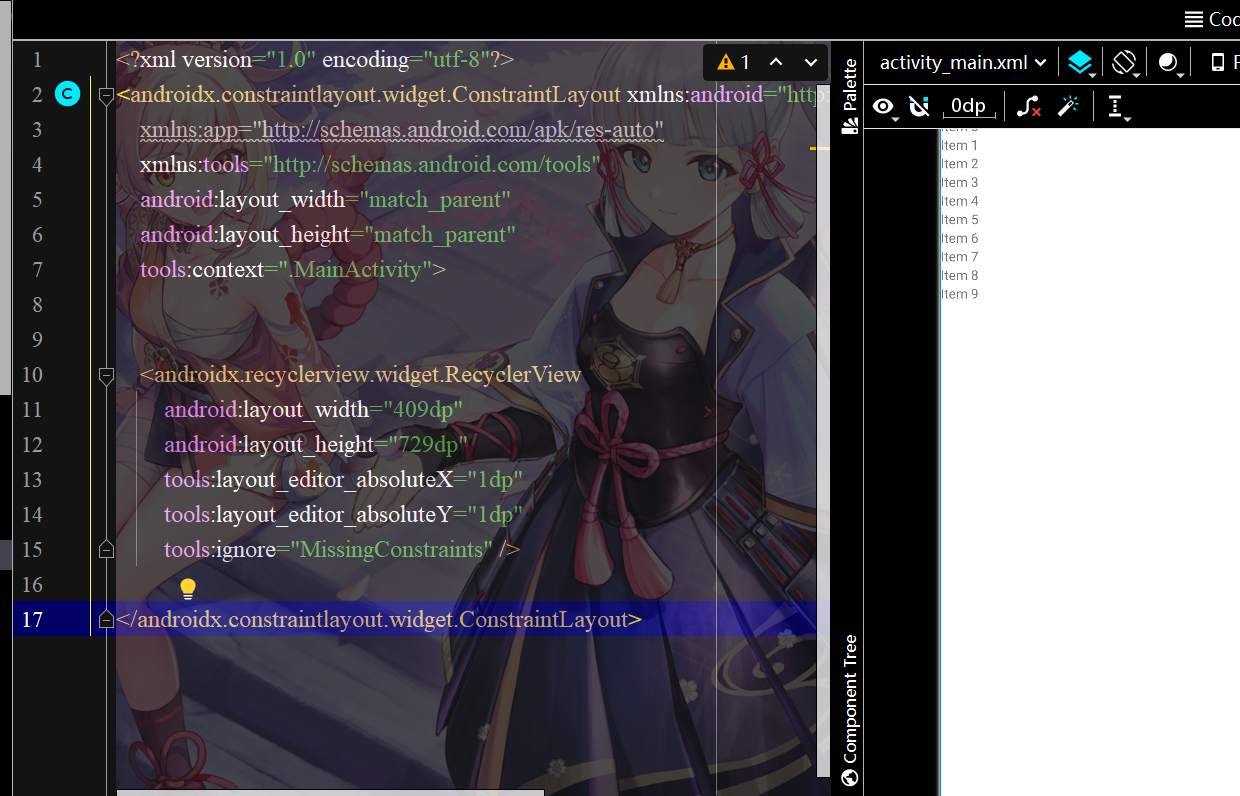 Coc
1
activity_main.xml
Palette
0dp
1 <?xml version="1.0" encoding="utf-8"?>
2 C <androidx.constraintlayout.widget.ConstraintLayout xmlns:android="http:
3 xmlns:app="http://schemas.android.com/apk/res-auto"
4 xmlns:tools="http://schemas.android.com/tools"
5 android:layout_width="match_parent"
6 android:layout_height="match_parent"
7 tools:context=".MainActivity">
8
9
10 <androidx.recyclerview.widget.RecyclerView
11 android:layout_width="409dp"
12 android:layout_height="729dp"
13 tools:layout_editor_absoluteX="1dp"
14 tools:layout_editor_absoluteY="1dp"
15 tools:ignore="MissingConstraints" />
16
17 </androidx.constraintlayout.widget.ConstraintLayout>
Item 1
Item 2
Item 3
Item 4
Item 5
Item 6
Item 7
Item 8
Item 9
Component Tree